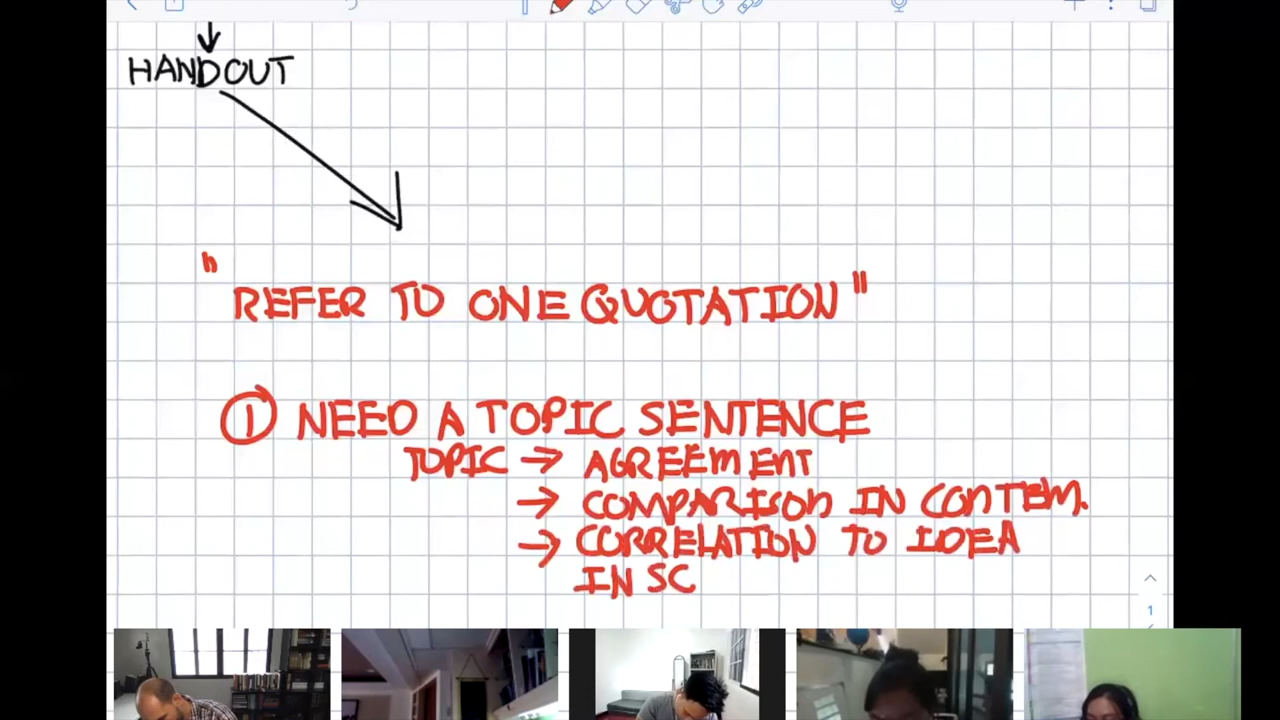 HANDOUT
"REFER TO ONE QUOTATION"
1 NEED A TOPIC SENTENCE
TOPIC → AGREEMENT
→ COMPARISON IN CONTEM.
→ CORRELATION TO IDEA
IN SC
1